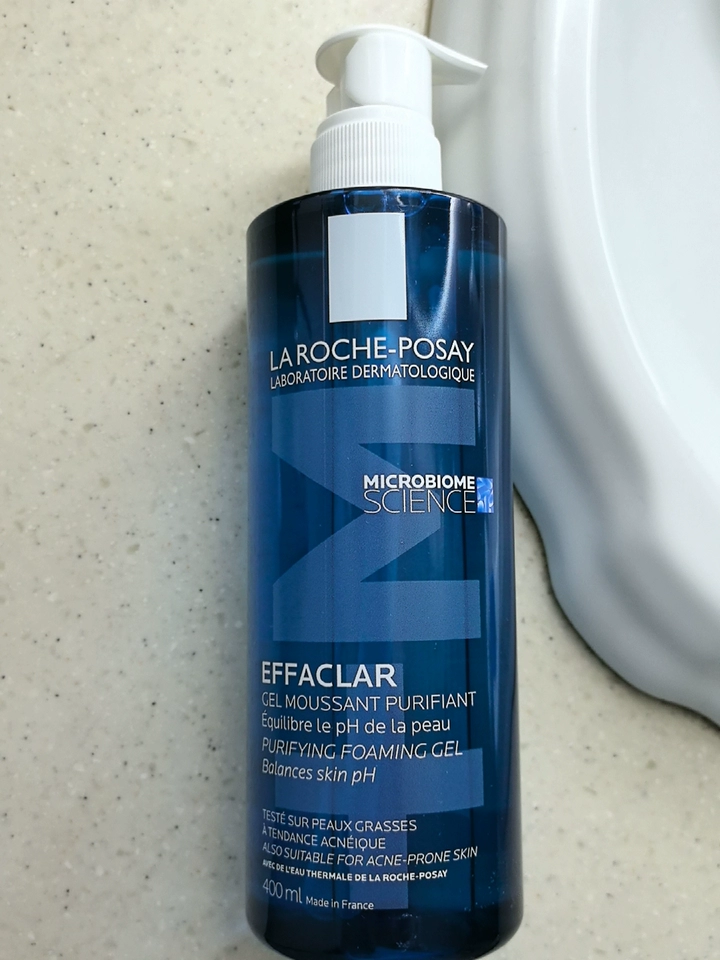 LA ROCHE-POSAY
LABORATOIRE DERMATOLOGIQUE
MICROBIOME
SCIENCE
EFFACLAR
GEL MOUSSANT PURIFIANT
Équilibre le pH de la peau
PURIFYING FOAMING GEL
Balances skin pH
TESTÉ SUR PEAUX GRASSES
À TENDANCE ACNÉIQUE
ALSO SUITABLE FOR ACNE-PRONE SKIN
AVEC DE L'EAU THERMALE DE LA ROCHE-POSAY
400 ml Made in France